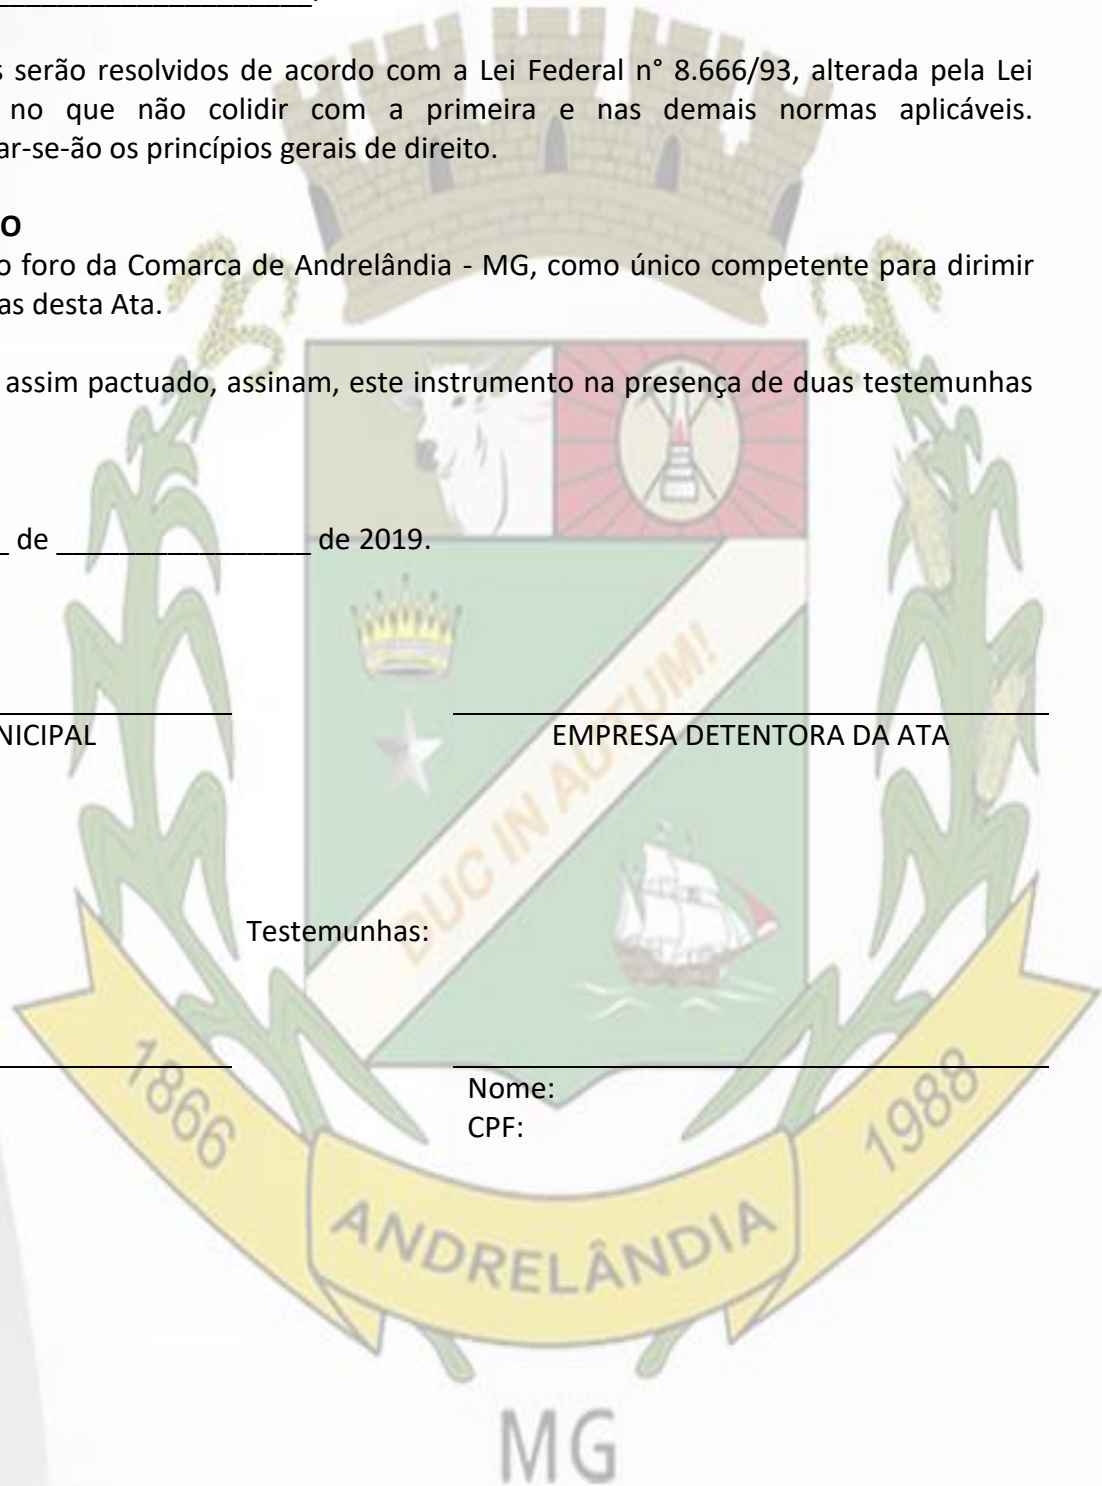 s serão resolvidos de acordo com a Lei Federal n° 8.666/93, alterada pela Lei
no que não colidir com a primeira e nas demais normas aplicáveis.
ar-se-ão os princípios gerais de direito.
O
o foro da Comarca de Andrelândia - MG, como único competente para dirimir
as desta Ata.
assim pactuado, assinam, este instrumento na presença de duas testemunhas
_ de _________________ de 2019.
NICIPAL
EMPRESA DETENTORA DA ATA
DUC IN AUTUM!
Testemunhas:
Nome:
CPF:
1866
ANDRELÂNDIA
1988
MG